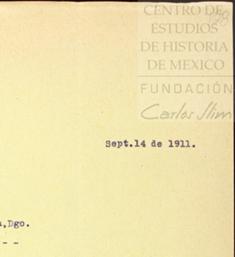 CENTRO DE
ESTUDIOS
DE HISTORIA
DE MEXICO
FUNDACIÓN
Carlos Slim
Sept.14 de 1911.
,Dgo.
- - -